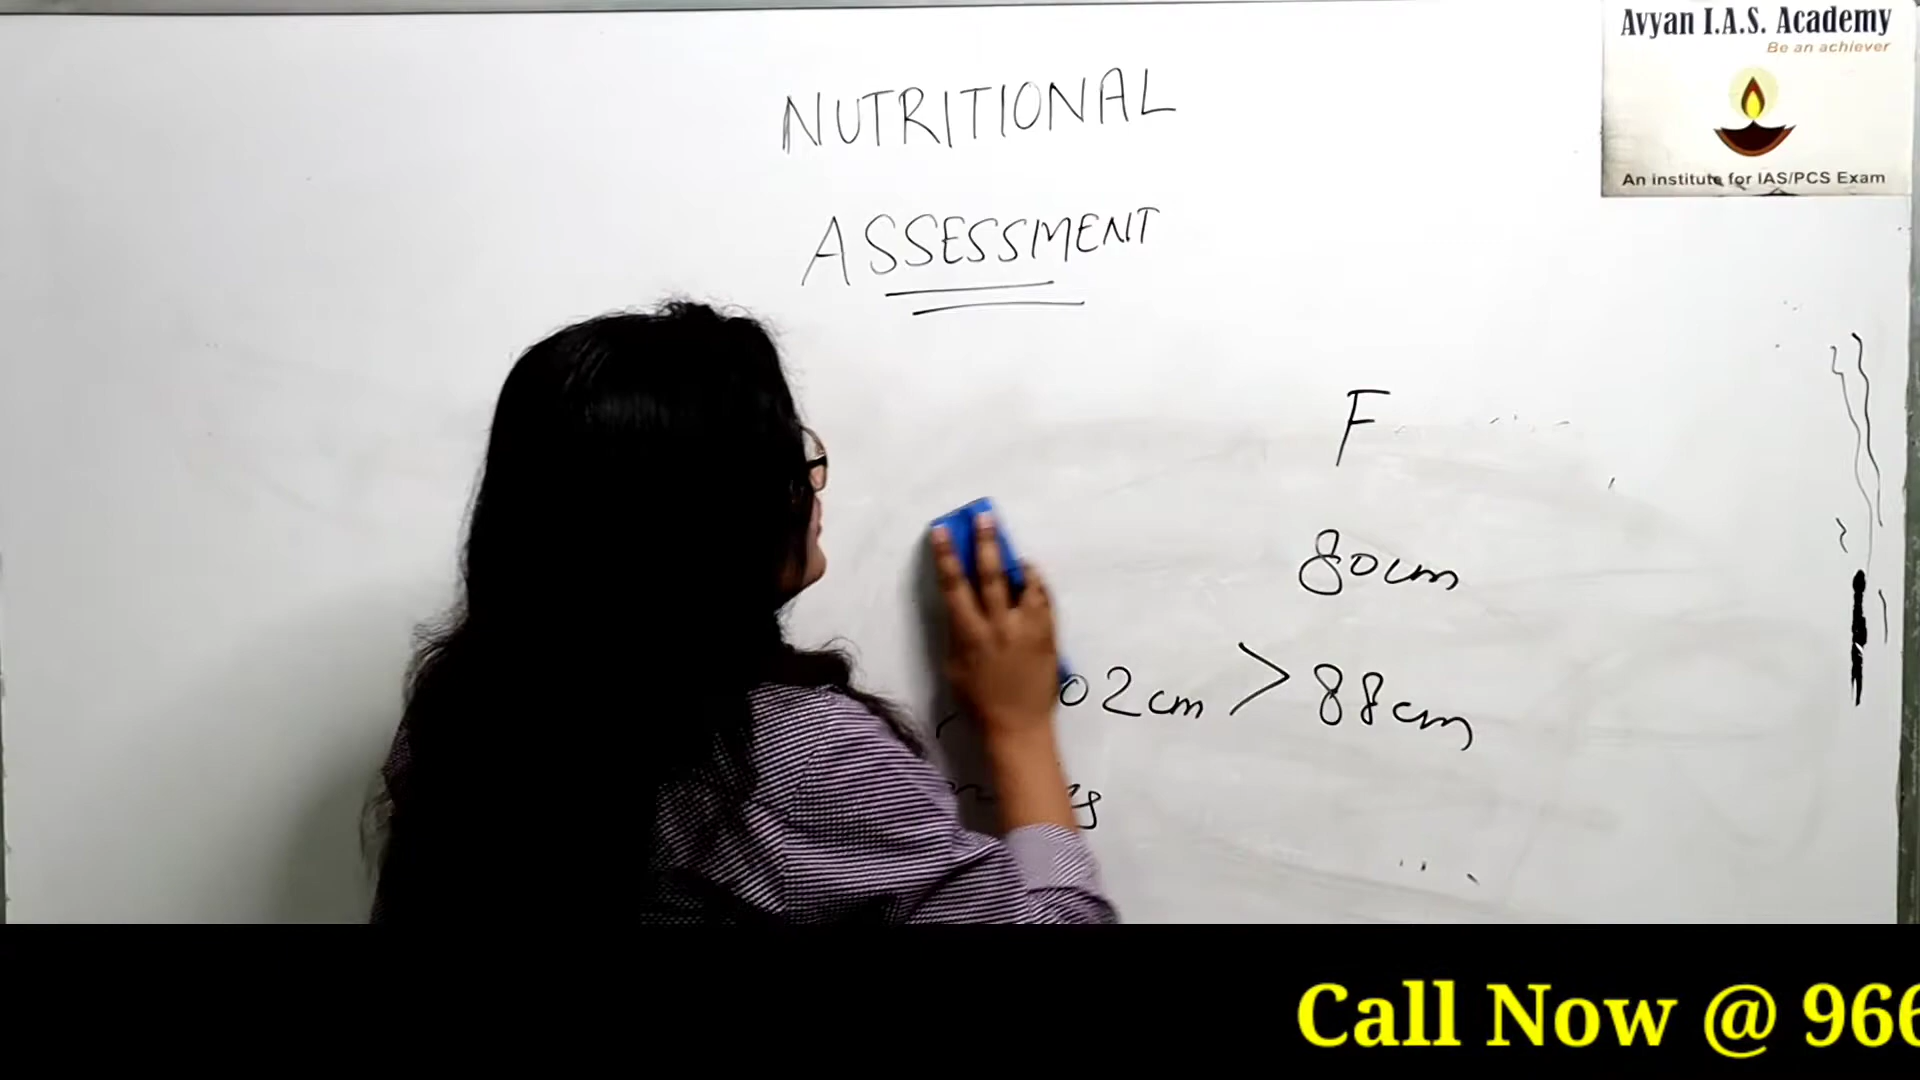 Avyan I.A.S. Academy
Be an achiever
An institute for IAS/PCS Exam
NUTRITIONAL
ASSESSMENT
F
80cm
02cm > 88cm
Call Now @ 966